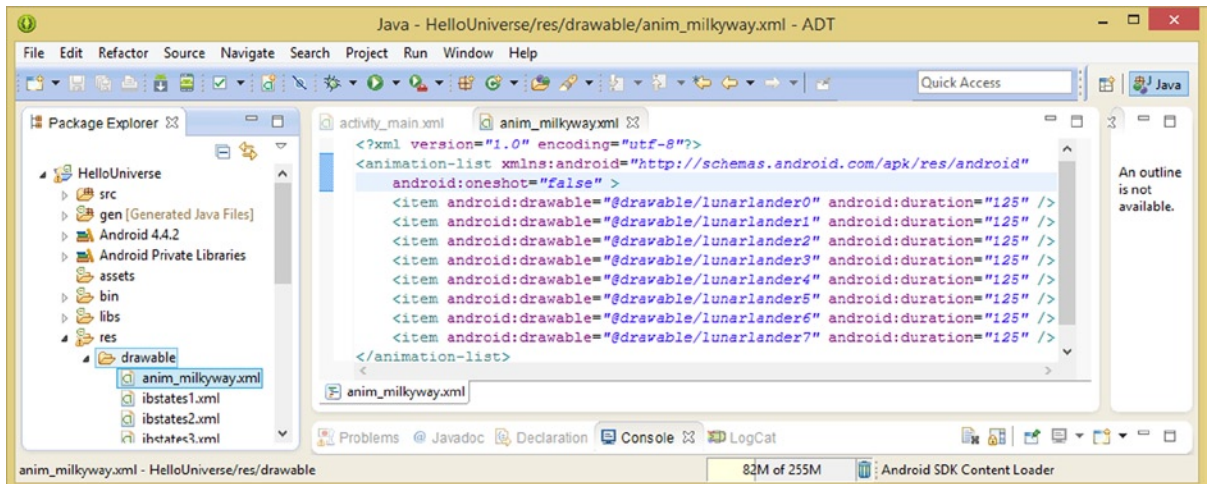 Java - HelloUniverse/res/drawable/anim_milkyway.xml - ADT
File Edit Refactor Source Navigate Search Project Run Window Help
Quick Access
Java
Package Explorer
activity_main.xml
anim_milkyway.xml
HelloUniverse
src
gen [Generated Java Files]
Android 4.4.2
Android Private Libraries
assets
bin
libs
res
drawable
anim_milkyway.xml
ibstates1.xml
ibstates2.xml
ibstates3.xml
<?xml version="1.0" encoding="utf-8"?>
<animation-list xmlns:android="http://schemas.android.com/apk/res/android"
android:oneshot="false" >
<item android:drawable="@drawable/lunarlander0" android:duration="125" />
<item android:drawable="@drawable/lunarlander1" android:duration="125" />
<item android:drawable="@drawable/lunarlander2" android:duration="125" />
<item android:drawable="@drawable/lunarlander3" android:duration="125" />
<item android:drawable="@drawable/lunarlander4" android:duration="125" />
<item android:drawable="@drawable/lunarlander5" android:duration="125" />
<item android:drawable="@drawable/lunarlander6" android:duration="125" />
<item android:drawable="@drawable/lunarlander7" android:duration="125" />
</animation-list>
anim_milkyway.xml
An outline
is not
available.
Problems @ Javadoc Declaration Console LogCat
anim_milkyway.xml - HelloUniverse/res/drawable
82M of 255M
Android SDK Content Loader